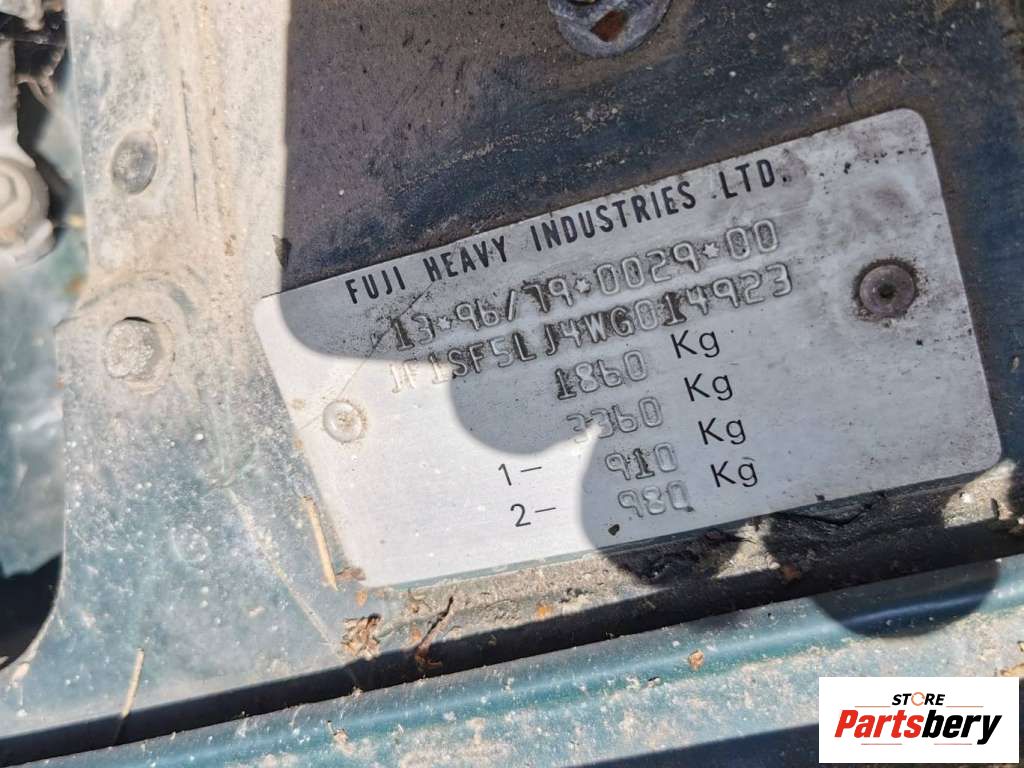 FUJI HEAVY INDUSTRIES LTD.
13*96/79*0029*00
JF1SF5LJ4WG014923
1860 Kg
3360 Kg
1- 910 Kg
2- 980 Kg
STORE
Partsbery